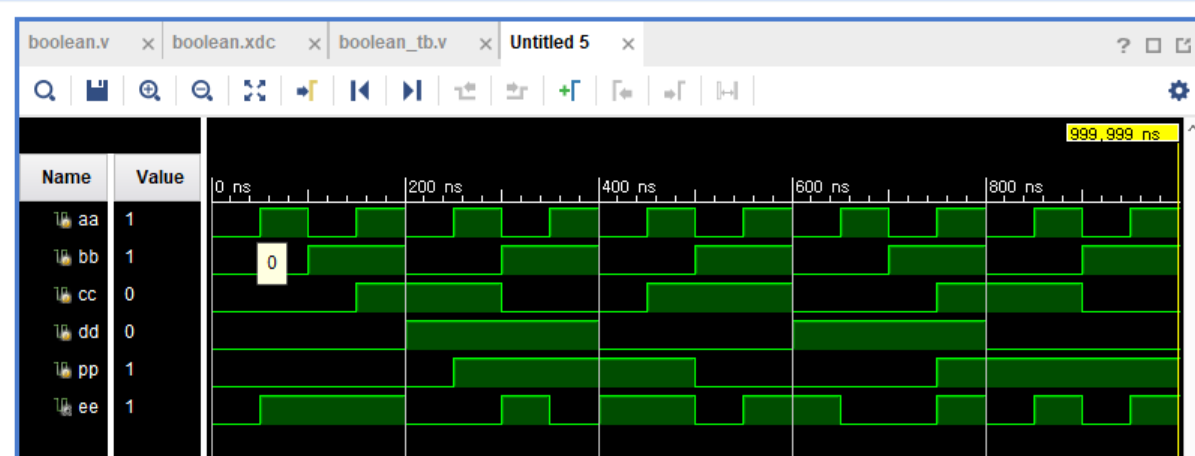 boolean.v × boolean.xdc × boolean_tb.v × Untitled 5 ×
999,999 ns
Name Value
0 ns 200 ns 400 ns 600 ns 800 ns
aa 1
bb 1
0
cc 0
dd 0
pp 1
ee 1